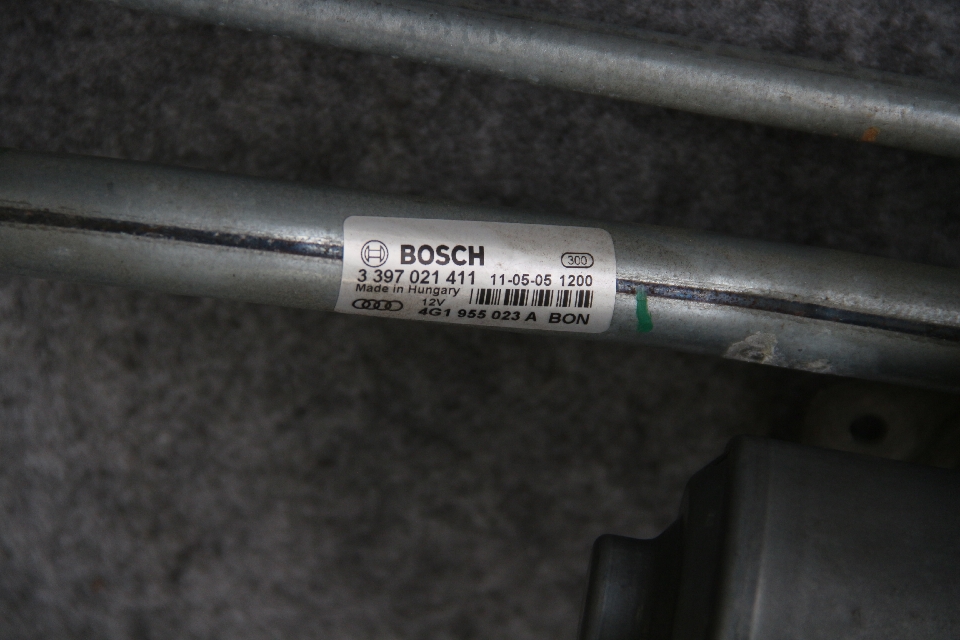 BOSCH
300
3 397 021 411 11-05-05 1200
Made in Hungary
12V
4G1 955 023 A BON